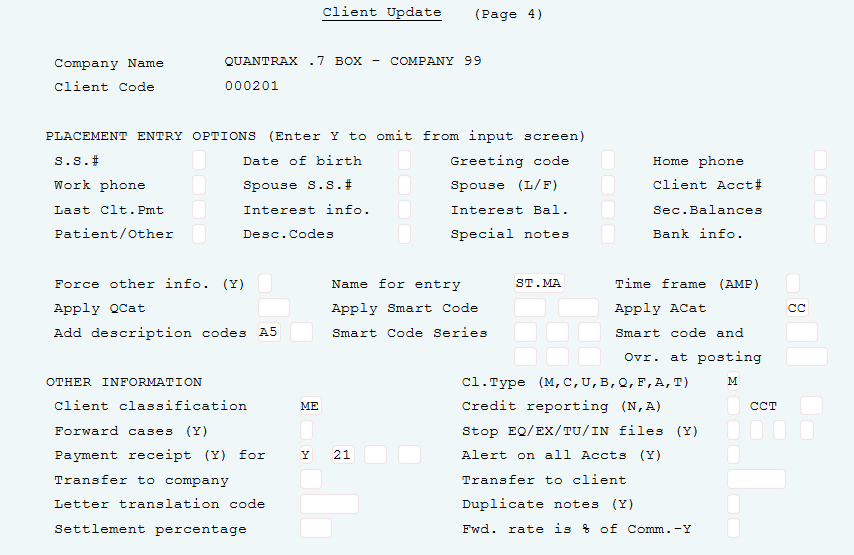 Client Update (Page 4)
Company Name QUANTRAX .7 BOX - COMPANY 99
Client Code 000201
PLACEMENT ENTRY OPTIONS (Enter Y to omit from input screen)
S.S.# Date of birth Greeting code Home phone
Work phone Spouse S.S.# Spouse (L/F) Client Acct#
Last Clt.Pmt Interest info. Interest Bal. Sec.Balances
Patient/Other Desc.Codes Special notes Bank info.
Force other info. (Y) Name for entry ST.MA Time frame (AMP)
Apply QCat Apply Smart Code Apply ACat CC
Add description codes A5 Smart Code Series Smart code and
Ovr. at posting
OTHER INFORMATION Cl.Type (M,C,U,B,Q,F,A,T) M
Client classification ME Credit reporting (N,A) CCT
Forward cases (Y) Stop EQ/EX/TU/IN files (Y)
Payment receipt (Y) for Y 21 Alert on all Accts (Y)
Transfer to company Transfer to client
Letter translation code Duplicate notes (Y)
Settlement percentage Fwd. rate is % of Comm.-Y